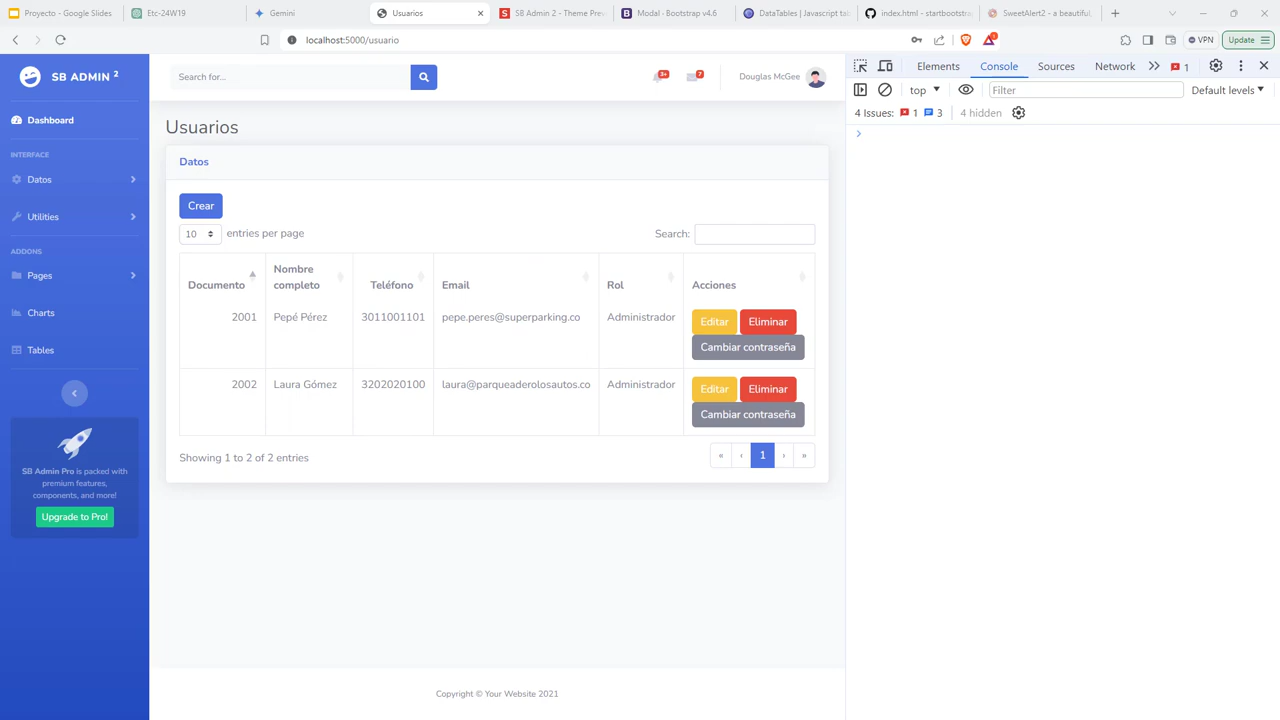 Proyecto - Google Slides
Etc-24W19
Gemini
Usuarios
SB Admin 2 - Theme Prev
Modal · Bootstrap v4.6
DataTables | Javascript tab
index.html - startbootstra
SweetAlert2 - a beautiful,
localhost:5000/usuario
VPN
Update
SB ADMIN 2
Search for...
3+
7
Douglas McGee
Elements
Console
Sources
Network
1
top
Filter
Default levels
4 Issues:
1
3
4 hidden
Dashboard
INTERFACE
Datos
Utilities
ADDONS
Pages
Charts
Tables
SB Admin Pro is packed with
premium features,
components, and more!
Upgrade to Pro!
Usuarios
Datos
Crear
10 entries per page
Search:
Documento
Nombre
completo
Teléfono
Email
Rol
Acciones
2001
Pepé Pérez
3011001101
pepe.peres@superparking.co
Administrador
Editar
Eliminar
Cambiar contraseña
2002
Laura Gómez
3202020100
laura@parqueaderolosautos.co
Administrador
Editar
Eliminar
Cambiar contraseña
Showing 1 to 2 of 2 entries
« ‹ 1 › »
Copyright © Your Website 2021